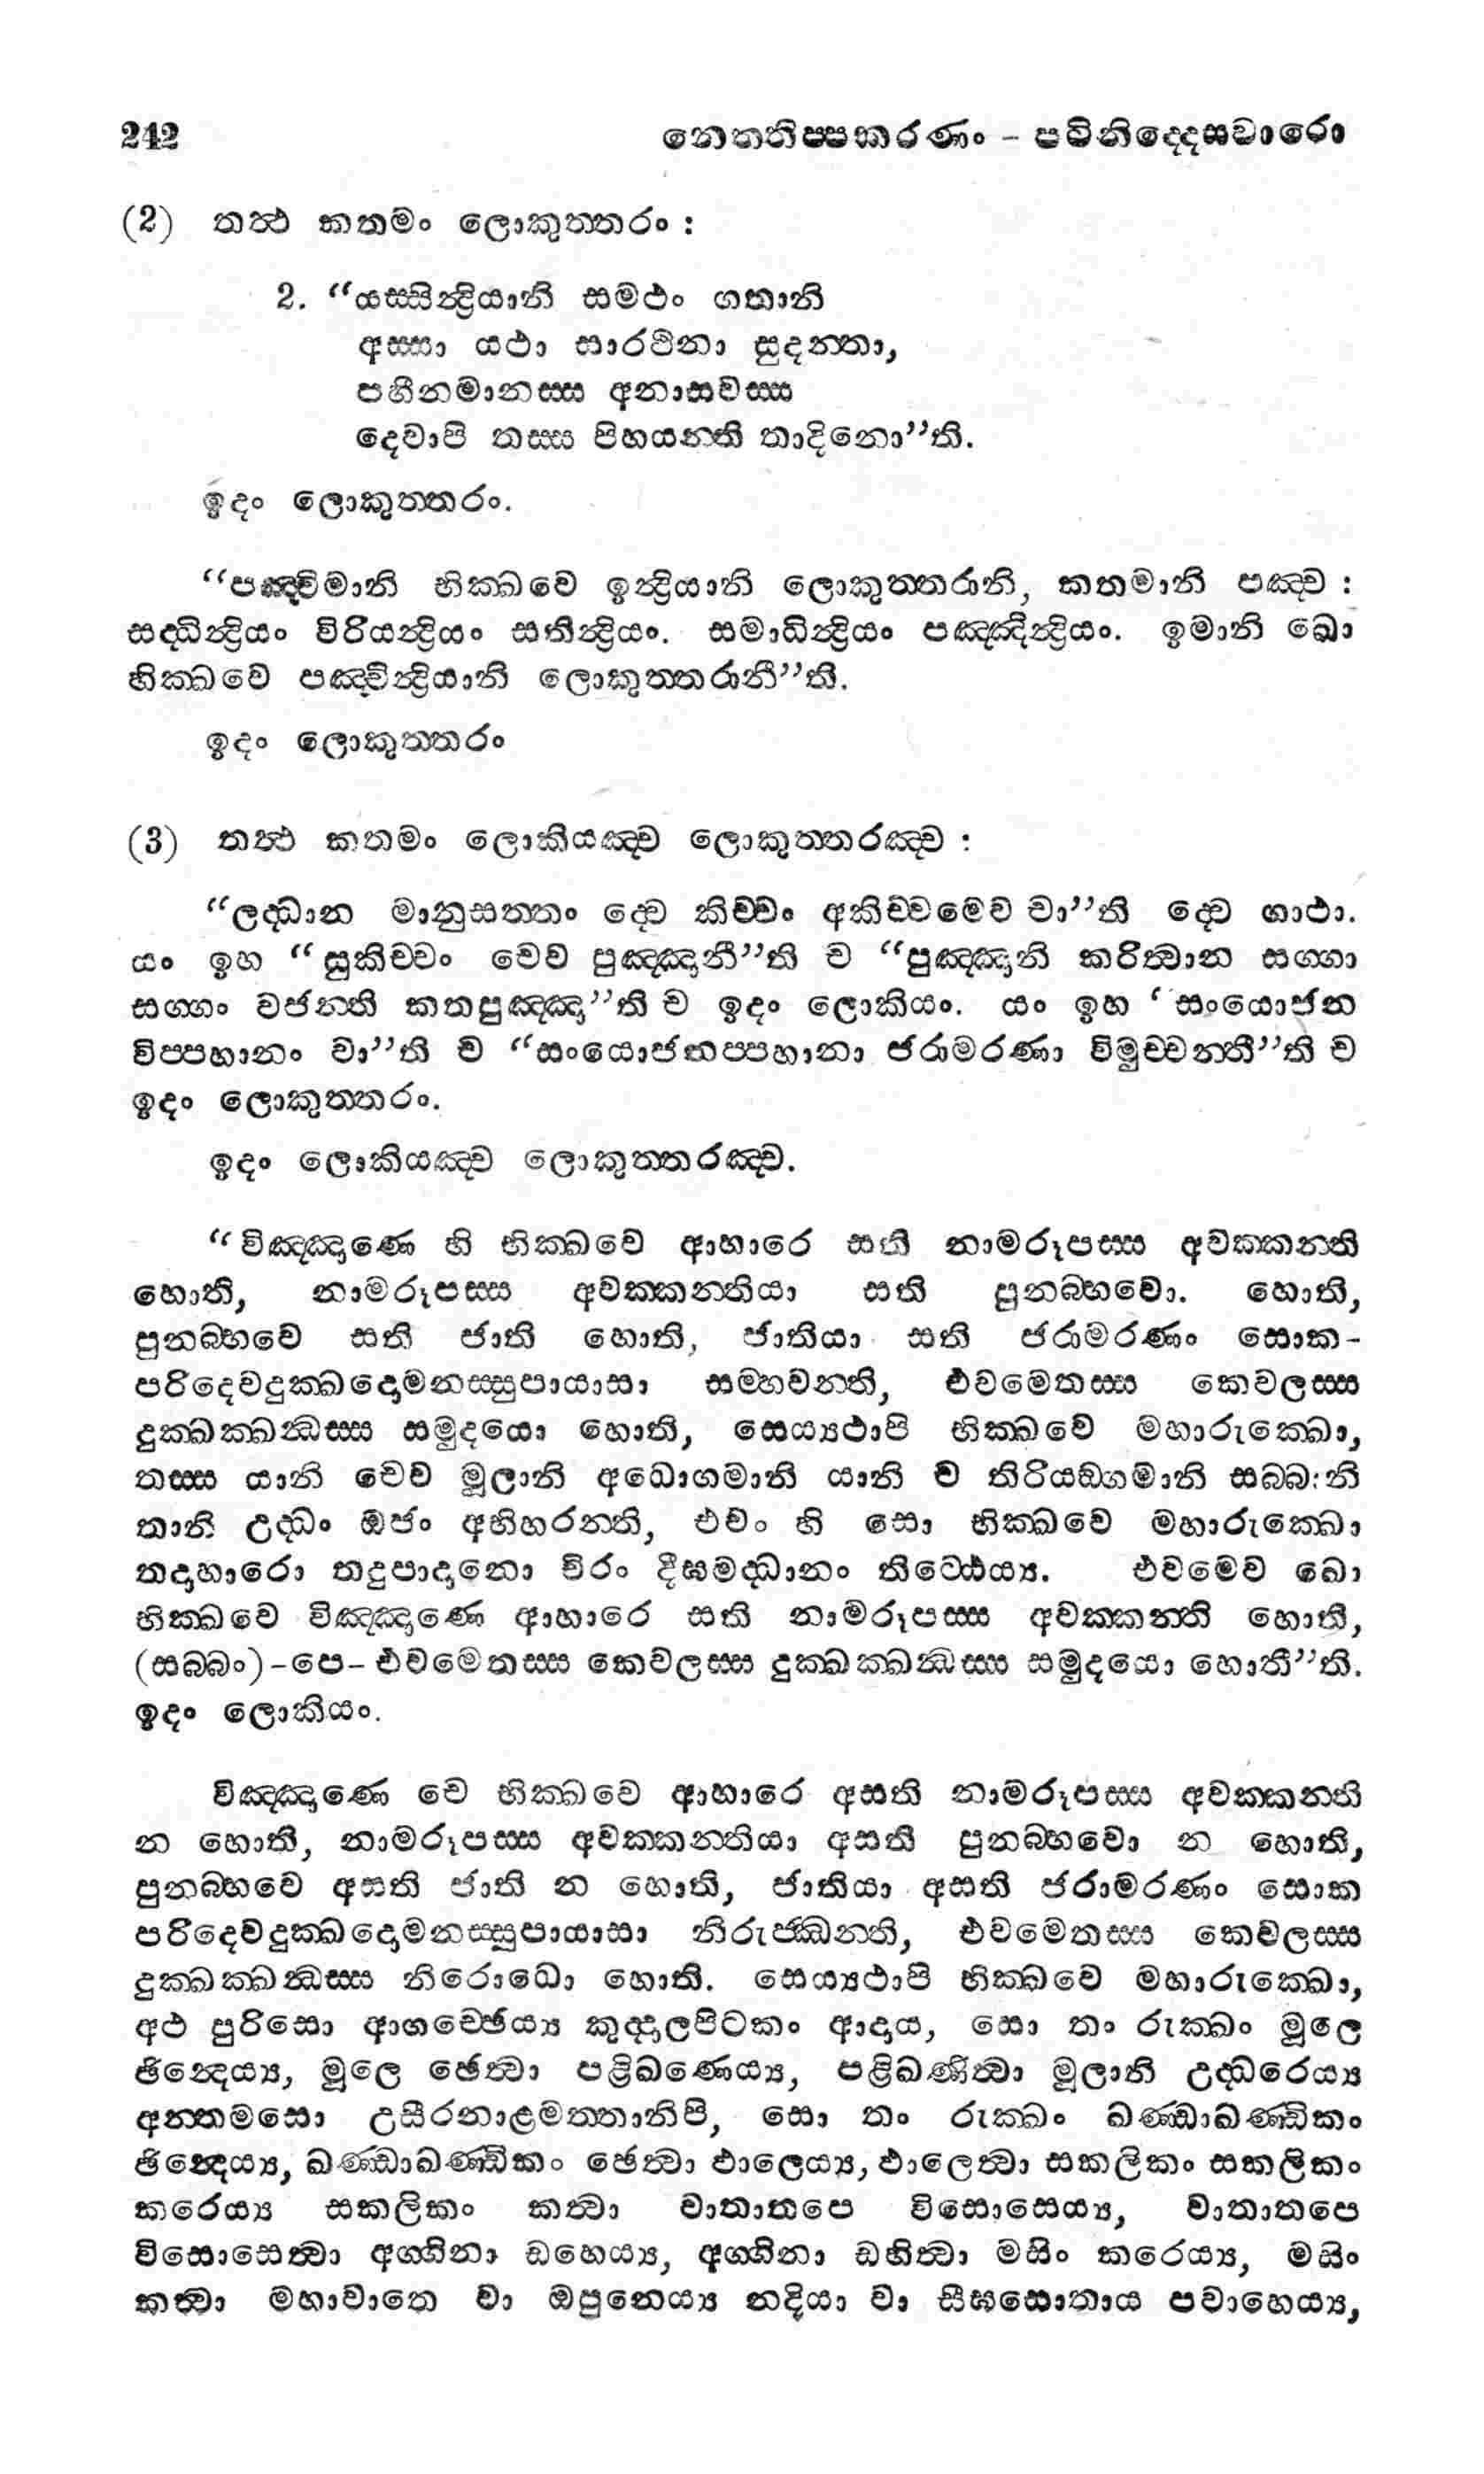 242 නෙත්තිප්පකරණං - පටිනිද්දෙසවාරො
(2) තත්‍ථ කතමං ලොකුත්තරං :
2. “යස්සින්‍ද්‍රියානි සමථං ගතානි
අස්සා යථා සාරථිනා සුදන්තා,
පහීනමානස්ස අනාසවස්ස
දෙවාපි තස්ස පිහයන්ති තාදිනො”ති.
ඉදං ලොකුත්තරං.
“පඤ්චිමානි භික්ඛවෙ ඉන්‍ද්‍රියානි ලොකුත්තරානි, කතමානි පඤ්ච :
සද්ධින්‍ද්‍රියං විරියන්‍ද්‍රියං සතින්‍ද්‍රියං. සමාධින්‍ද්‍රියං පඤ්ඤින්‍ද්‍රියං. ඉමානි ඛො
භික්ඛවෙ පඤ්චින්‍ද්‍රියානි ලොකුත්තරානී”ති.
ඉදං ලොකුත්තරං
(3) තත්‍ථ කතමං ලොකියඤ්ච ලොකුත්තරඤ්ච :
“ලද්ධාන මානුසත්තං ද්‍වෙ කිච්චං අකිච්චමෙව චා”ති ද්‍වෙ ගාථා.
යං ඉහ “සුකිච්චං චෙව පුඤ්ඤානී”ති ච “පුඤ්ඤානි කරිත්‍වාන සග්ගා
සග්ගං වජන්ති කතපුඤ්ඤා”ති ච ඉදං ලොකියං. යං ඉහ ‘සංයොජන
විප්පහානං වා”ති ච “සංයොජනප්පහානා ජරාමරණා විමුච්චන්තී”ති ච
ඉදං ලොකුත්තරං.
ඉදං ලොකියඤ්ච ලොකුත්තරඤ්ච.
“විඤ්ඤාණෙ හි භික්ඛවෙ ආහාරෙ සති නාමරූපස්ස අවක්කන්ති
හොති, නාමරූපස්ස අවක්කන්තියා සති පුනබ්භවො. හොති,
පුනබ්භවෙ සති ජාති හොති, ජාතියා සති ජරාමරණං සොක-
පරිදෙවදුක්ඛදොමනස්සුපායාසා සම්භවන්ති, එවමෙතස්ස කෙවලස්ස
දුක්ඛක්ඛන්‍ධස්ස සමුදයො හොති, සෙය්‍යථාපි භික්ඛවෙ මහාරුක්ඛො,
තස්ස යානි චෙව මූලානි අධොගමානි යානි ච තිරියඞ්ගමානි සබ්බානි
තානි උද්ධං ඔජං අභිහරන්ති, එවං හි සො භික්ඛවෙ මහාරුක්ඛො
තදාහාරො තදුපාදානො චිරං දීඝමද්ධානං තිට්ඨෙය්‍ය. එවමෙව ඛො
භික්ඛවෙ විඤ්ඤාණෙ ආහාරෙ සති නාමරූපස්ස අවක්කන්ති හොති,
(සබ්බං)-පෙ-එවමෙතස්ස කෙවලස්ස දුක්ඛක්ඛන්‍ධස්ස සමුදයො හොතී”ති.
ඉදං ලොකියං.
විඤ්ඤාණෙ චෙ භික්ඛවෙ ආහාරෙ අසති නාමරූපස්ස අවක්කන්ති
න හොති, නාමරූපස්ස අවක්කන්තියා අසති පුනබ්භවො න හොති,
පුනබ්භවෙ අසති ජාති න හොති, ජාතියා අසති ජරාමරණං සොක
පරිදෙවදුක්ඛදොමනස්සුපායාසා නිරුජ්ඣන්ති, එවමෙතස්ස කෙවලස්ස
දුක්ඛක්ඛන්‍ධස්ස නිරොධො හොති. සෙය්‍යථාපි භික්ඛවෙ මහාරුක්ඛො,
අථ පුරිසො ආගච්ඡෙය්‍ය කුද්දාලපිටකං ආදාය, සො තං රුක්ඛං මූලෙ
ඡින්‍දෙය්‍ය, මූලෙ ඡෙත්‍වා පළිඛණෙය්‍ය, පළිඛණිත්‍වා මූලානි උද්ධරෙය්‍ය
අන්තමසො උසීරනාළමත්තානිපි, සො තං රුක්ඛං ඛණ්ඩාඛණ්ඩිකං
ඡින්‍දෙය්‍ය, ඛණ්ඩාඛණ්ඩිකං ඡෙත්‍වා ඵාලෙය්‍ය, ඵාලෙත්‍වා සකලිකං සකලිකං
කරෙය්‍ය සකලිකං කත්‍වා වාතාතපෙ විසොසෙය්‍ය, වාතාතපෙ
විසොසෙත්‍වා අග්ගිනා ඩහෙය්‍ය, අග්ගිනා ඩහිත්‍වා මසිං කරෙය්‍ය, මසිං
කත්‍වා මහාවාතෙ වා ඔපුනෙය්‍ය නදියා වා සීඝසොතාය පවාහෙය්‍ය,